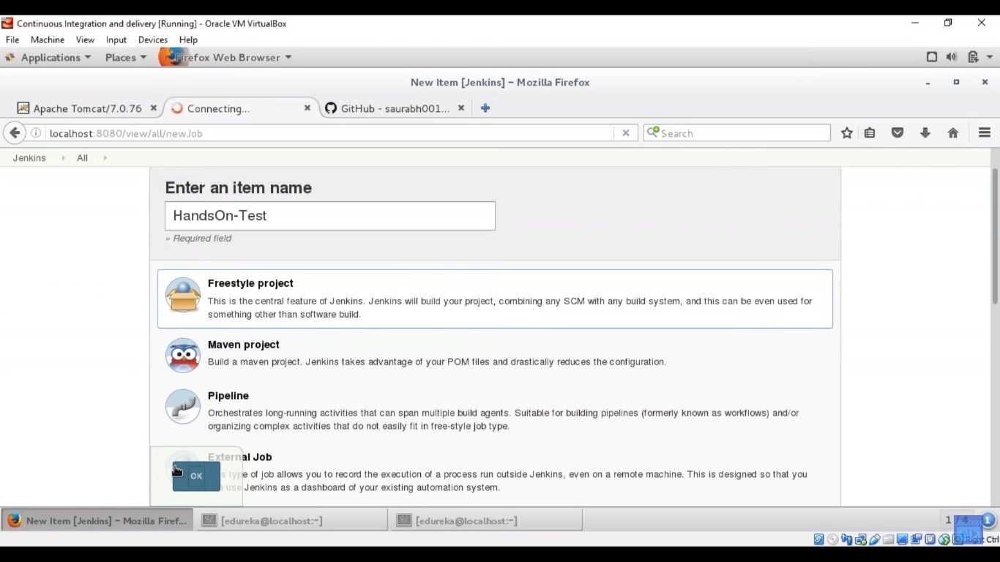 Continuous Integration and delivery [Running] - Oracle VM VirtualBox
File Machine View Input Devices Help
Applications Places Firefox Web Browser
New Item [Jenkins] - Mozilla Firefox
Apache Tomcat/7.0.76 Connecting... GitHub - saurabh001...
localhost:8080/view/all/newJob Search
Jenkins All
Enter an item name
HandsOn-Test
» Required field
Freestyle project
This is the central feature of Jenkins. Jenkins will build your project, combining any SCM with any build system, and this can be even used for
something other than software build.
Maven project
Build a maven project. Jenkins takes advantage of your POM files and drastically reduces the configuration.
Pipeline
Orchestrates long-running activities that can span multiple build agents. Suitable for building pipelines (formerly known as workflows) and/or
organizing complex activities that do not easily fit in free-style job type.
External Job
type of job allows you to record the execution of a process run outside Jenkins, even on a remote machine. This is designed so that you
OK
use Jenkins as a dashboard of your existing automation system.
New Item [Jenkins] - Mozilla Firef... [edureka@localhost:~] [edureka@localhost:~] 1 / 4 1
Right Ctrl